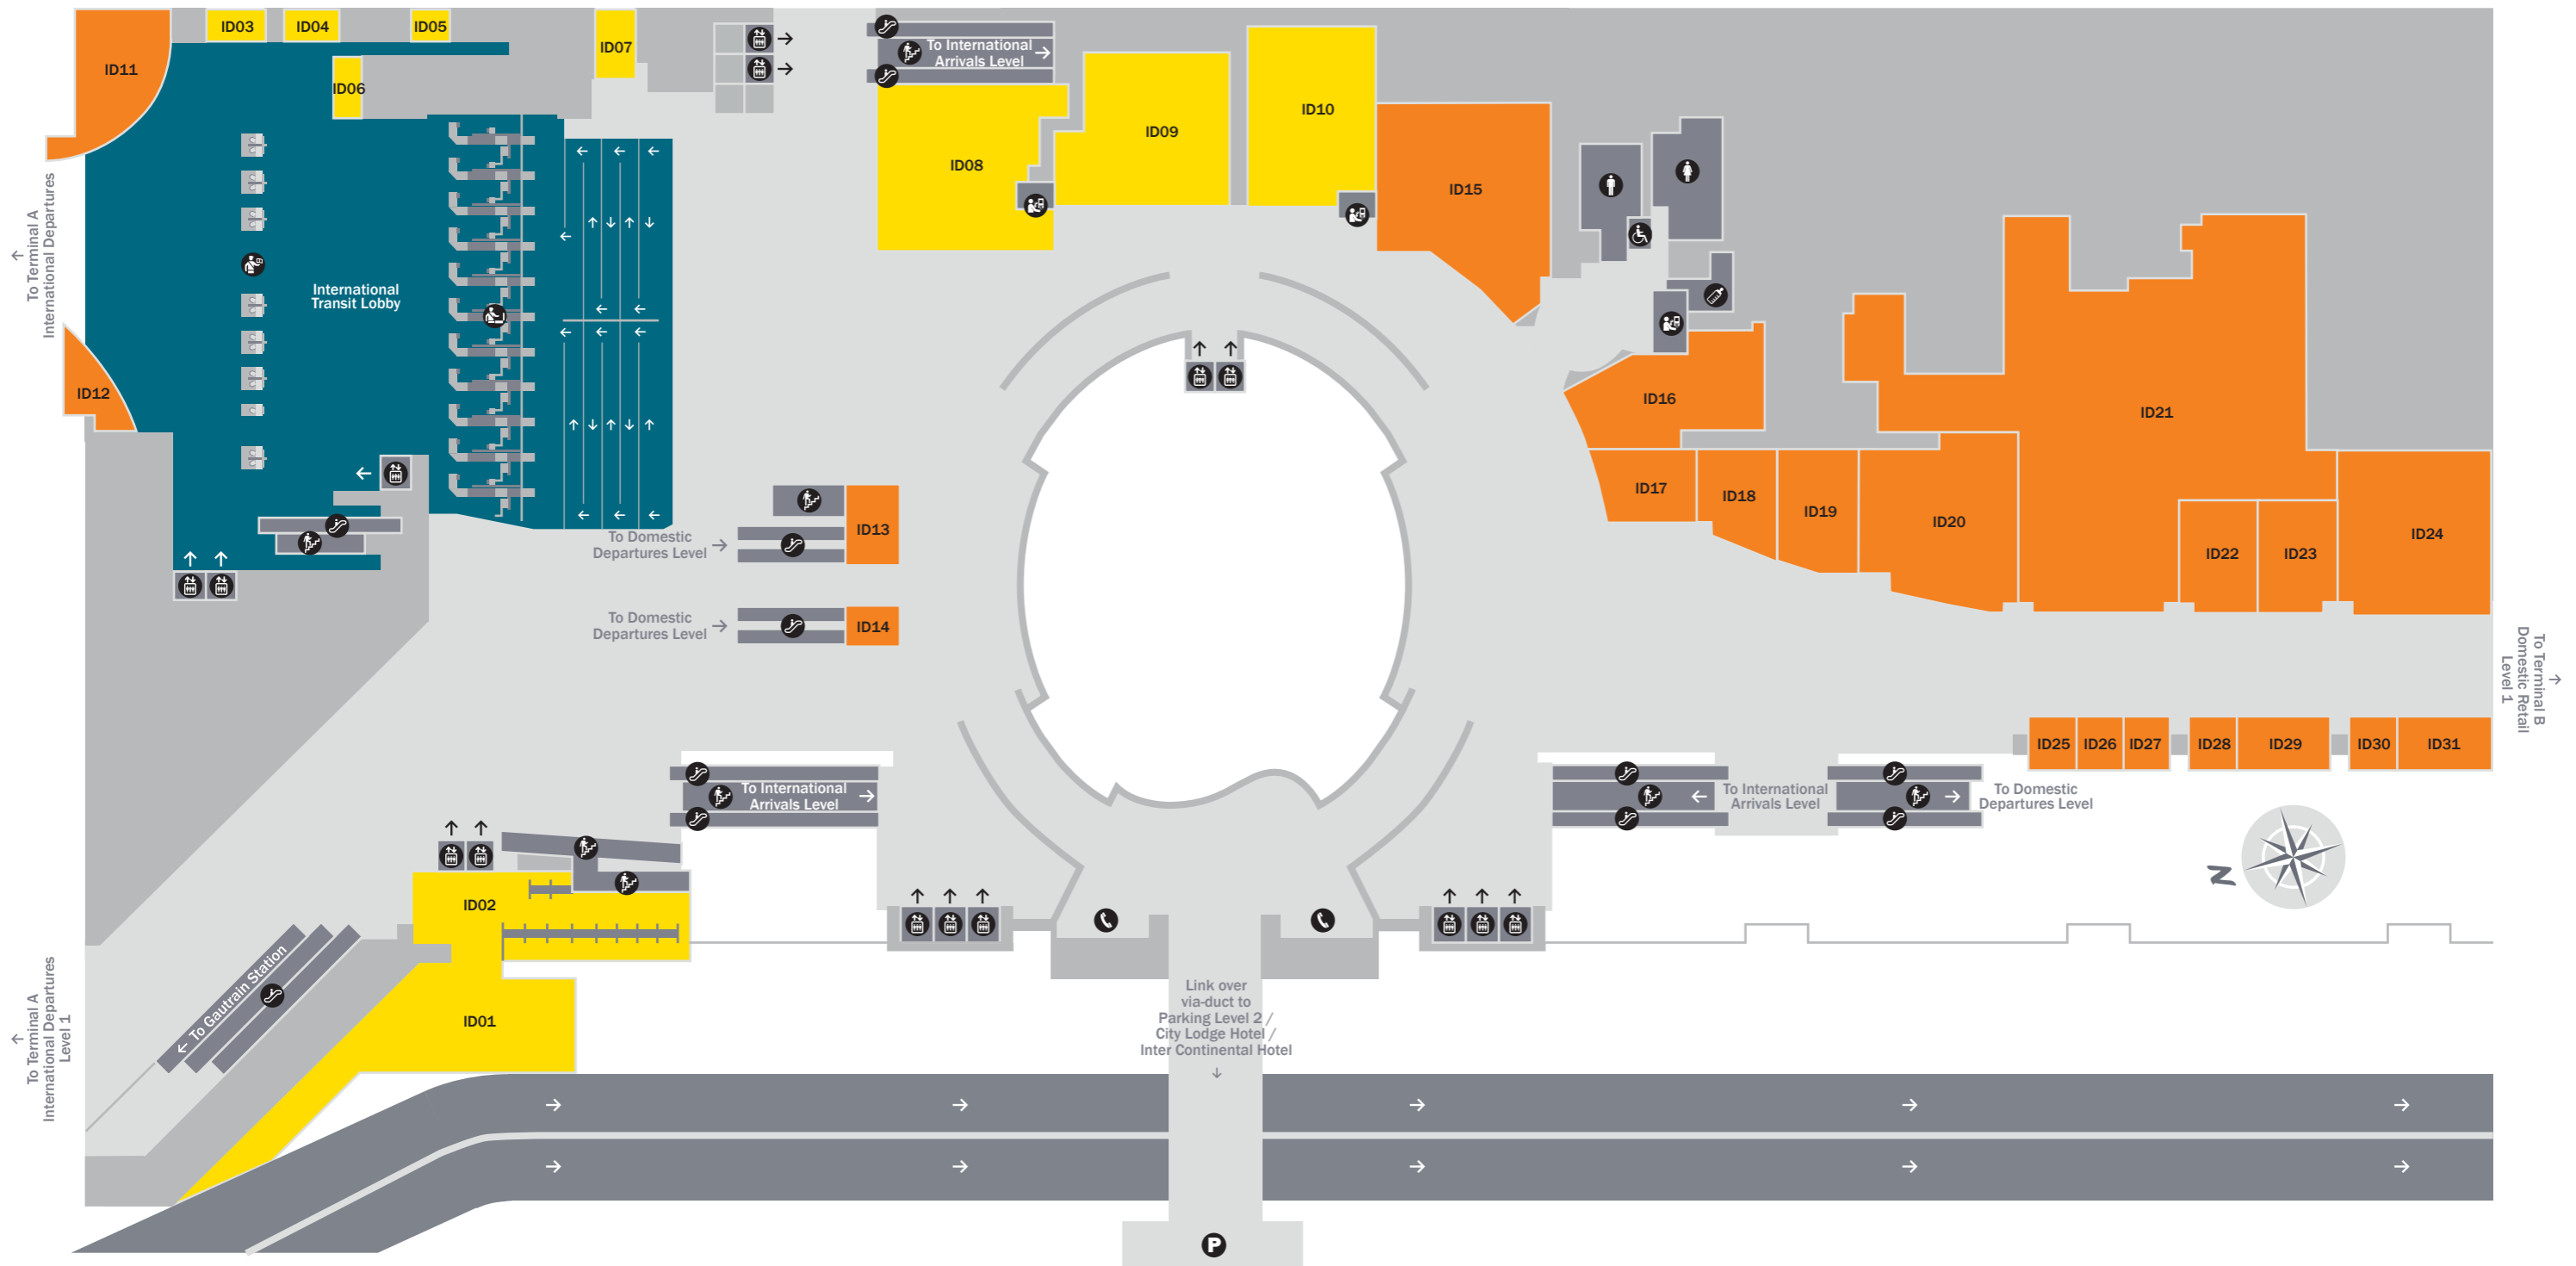 ID03
ID04
ID05
ID07
ID11
ID06
To International
Arrivals Level
ID08
ID09
ID10
ID15
To Terminal A
International Departures
International
Transit Lobby
ID12
ID16
ID21
ID17
ID18
ID19
ID20
ID22
ID23
ID24
To Domestic
Departures Level
ID13
To Domestic
Departures Level
ID14
To Terminal B
Domestic Retail
Level 1
ID25
ID26
ID27
ID28
ID29
ID30
ID31
To International
Arrivals Level
To International
Arrivals Level
To Domestic
Departures Level
N
ID02
To Gautrain Station
ID01
To Terminal A
International Departures
Level 1
Link over
via-duct to
Parking Level 2 /
City Lodge Hotel /
Inter Continental Hotel
P